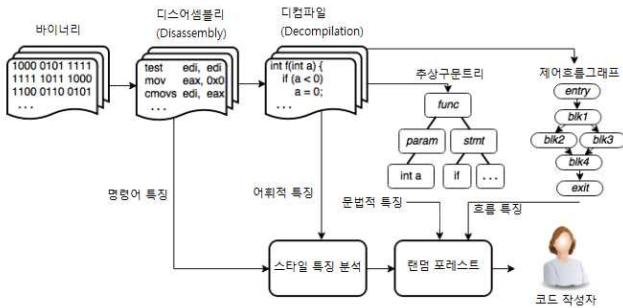 바이너리
디스어셈블리
(Disassembly)
디컴파일
(Decompilation)
1000 0101 1111
1111 1011 1000
1100 0110 0101
...
test edi, edi
mov eax, 0x0
cmovs edi, eax
...
int f(int a) {
if (a < 0)
a = 0;
...
추상구문트리
func
param stmt
int a if ...
제어흐름그래프
entry
blk1
blk2 blk3
blk4
exit
명령어 특징
어휘적 특징
문법적 특징
흐름 특징
스타일 특징 분석
랜덤 포레스트
코드 작성자